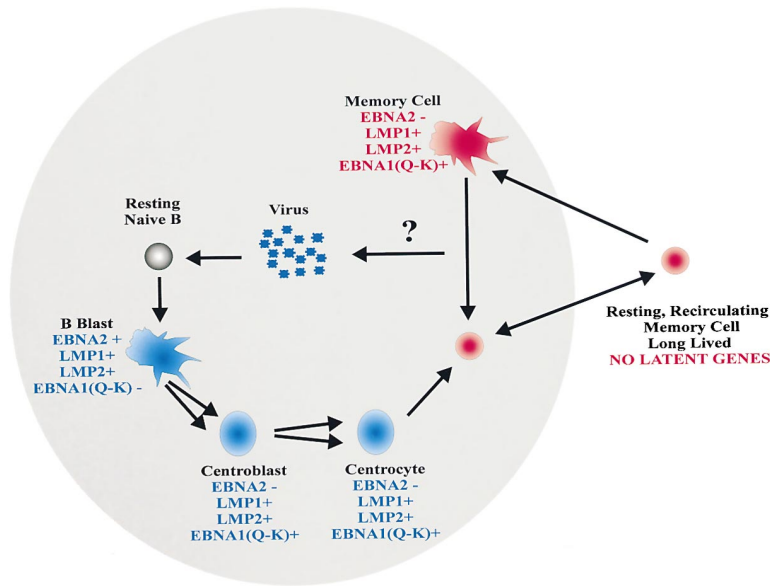 Memory Cell
EBNA2 -
LMP1+
LMP2+
EBNA1(Q-K)+
Resting
Naive B
Virus
?
B Blast
EBNA2 +
LMP1+
LMP2+
EBNA1(Q-K) -
Resting, Recirculating
Memory Cell
Long Lived
NO LATENT GENES
Centroblast
EBNA2 -
LMP1+
LMP2+
EBNA1(Q-K)+
Centrocyte
EBNA2 -
LMP1+
LMP2+
EBNA1(Q-K)+